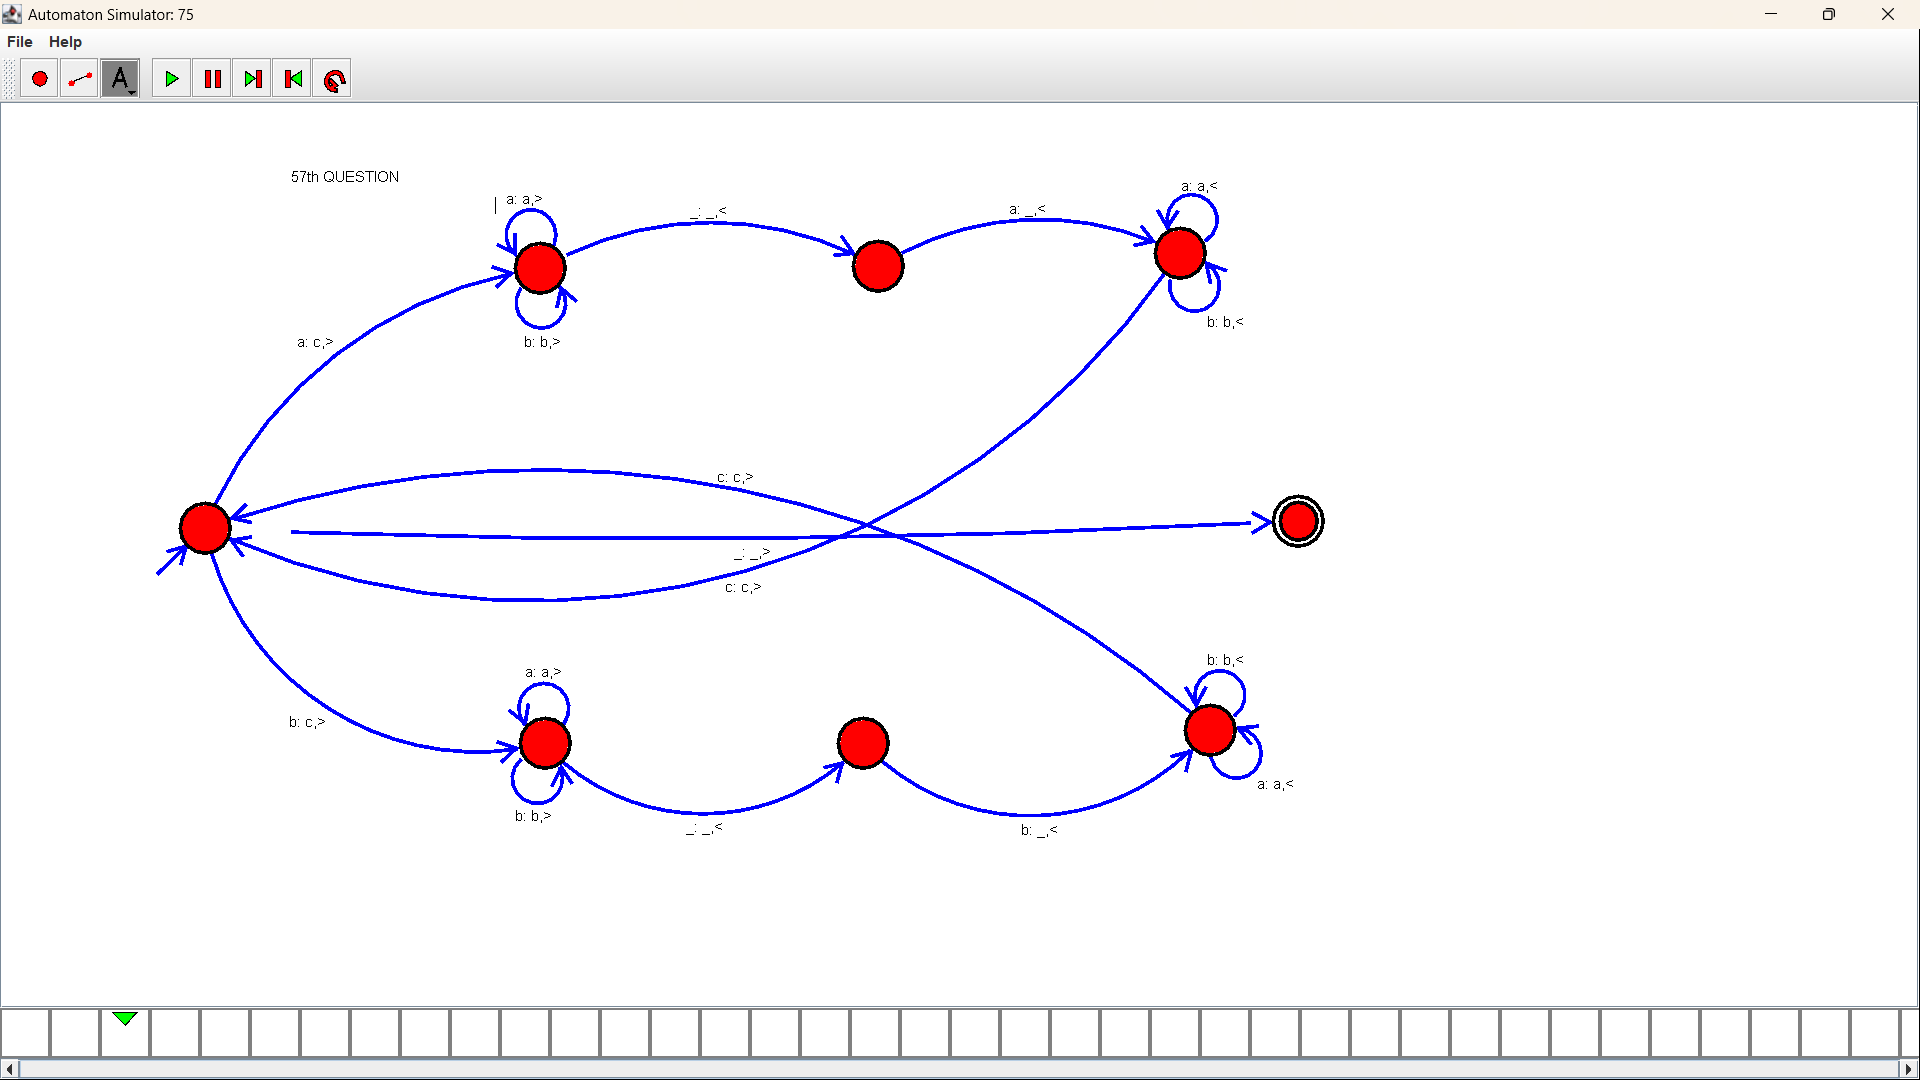 Automaton Simulator: 75
File Help
A
57th QUESTION
a: a,>
_: _,<
a: _,<
a: a,<
b: b,<
b: b,>
a: c,>
c: c,>
_: _,>
c: c,>
b: b,<
a: a,>
b: c,>
a: a,<
b: b,>
_: _,<
b: _,<